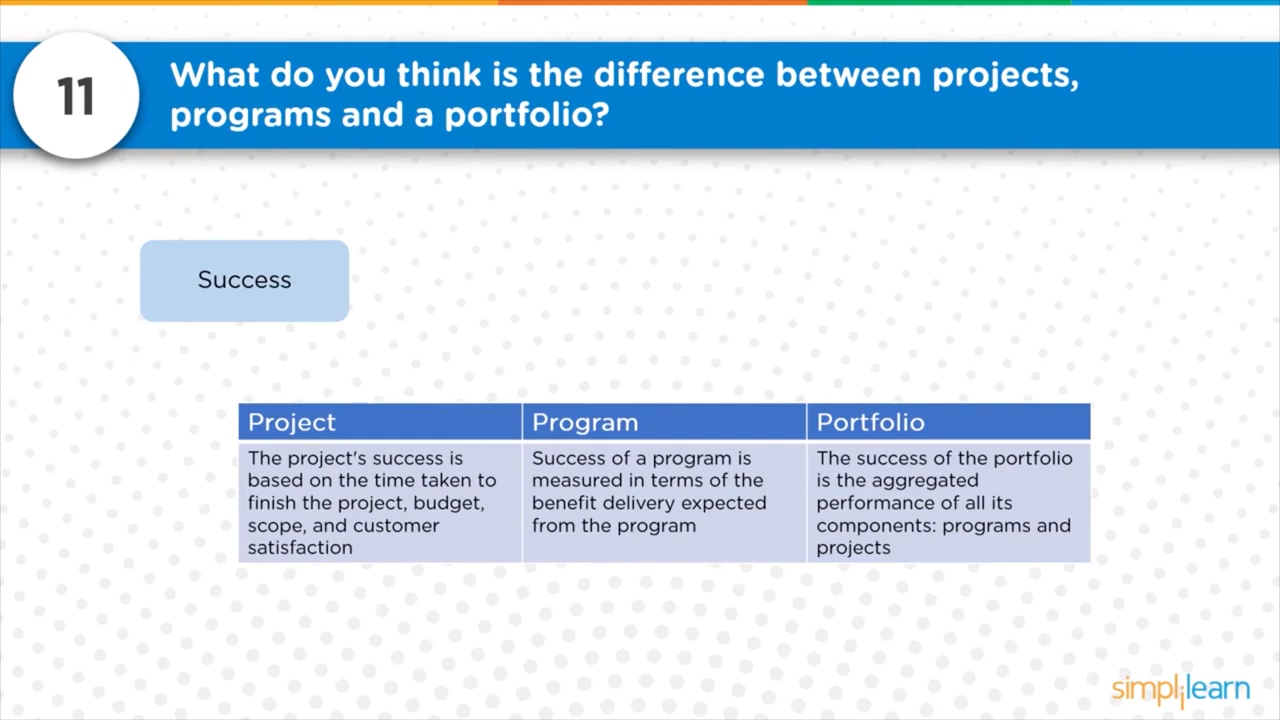 11
What do you think is the difference between projects,
programs and a portfolio?
Success
Project
The project's success is
based on the time taken to
finish the project, budget,
scope, and customer
satisfaction
Program
Success of a program is
measured in terms of the
benefit delivery expected
from the program
Portfolio
The success of the portfolio
is the aggregated
performance of all its
components: programs and
projects
simplilearn